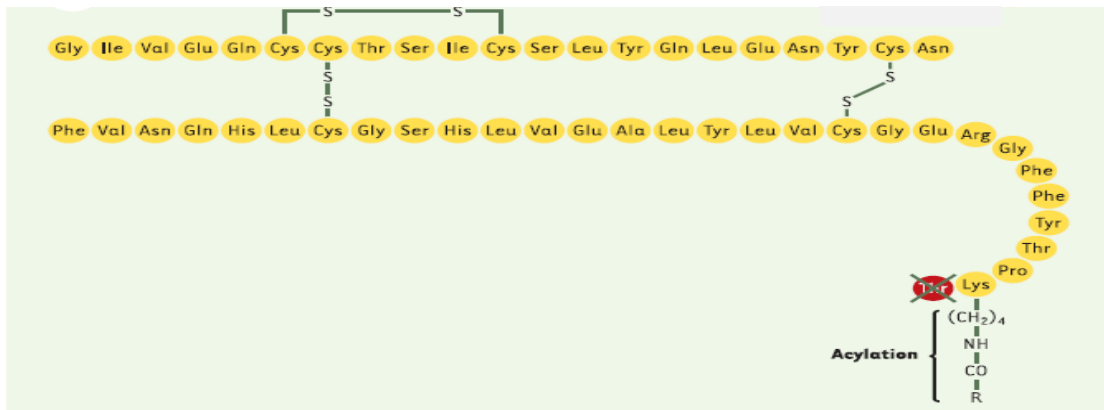 S S
Gly Ile Val Glu Gln Cys Cys Thr Ser Ile Cys Ser Leu Tyr Gln Leu Glu Asn Tyr Cys Asn
S S
S S
Phe Val Asn Gln His Leu Cys Gly Ser His Leu Val Glu Ala Leu Tyr Leu Val Cys Gly Glu Arg
Gly
Phe
Phe
Tyr
Thr
Pro
Thr Lys
(CH₂)₄
NH
Acylation
CO
R